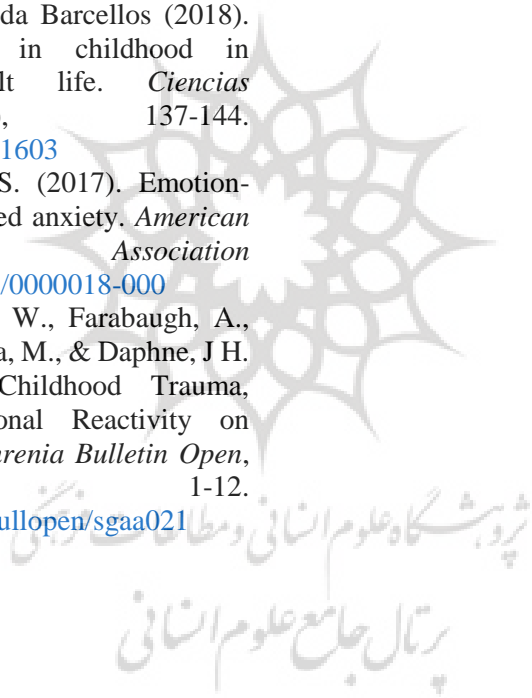 da Barcellos (2018).
in childhood in
lt life. Ciencias
, 137-144.
1603
S. (2017). Emotion-
ed anxiety. American
Association
/0000018-000
W., Farabaugh, A.,
a, M., & Daphne, J H.
Childhood Trauma,
onal Reactivity on
renia Bulletin Open,
1-12.
ullopen/sgaa021
پژوهشگاه علوم انسانی و مطالعات فرهنگی
پرتال جامع علوم انسانی